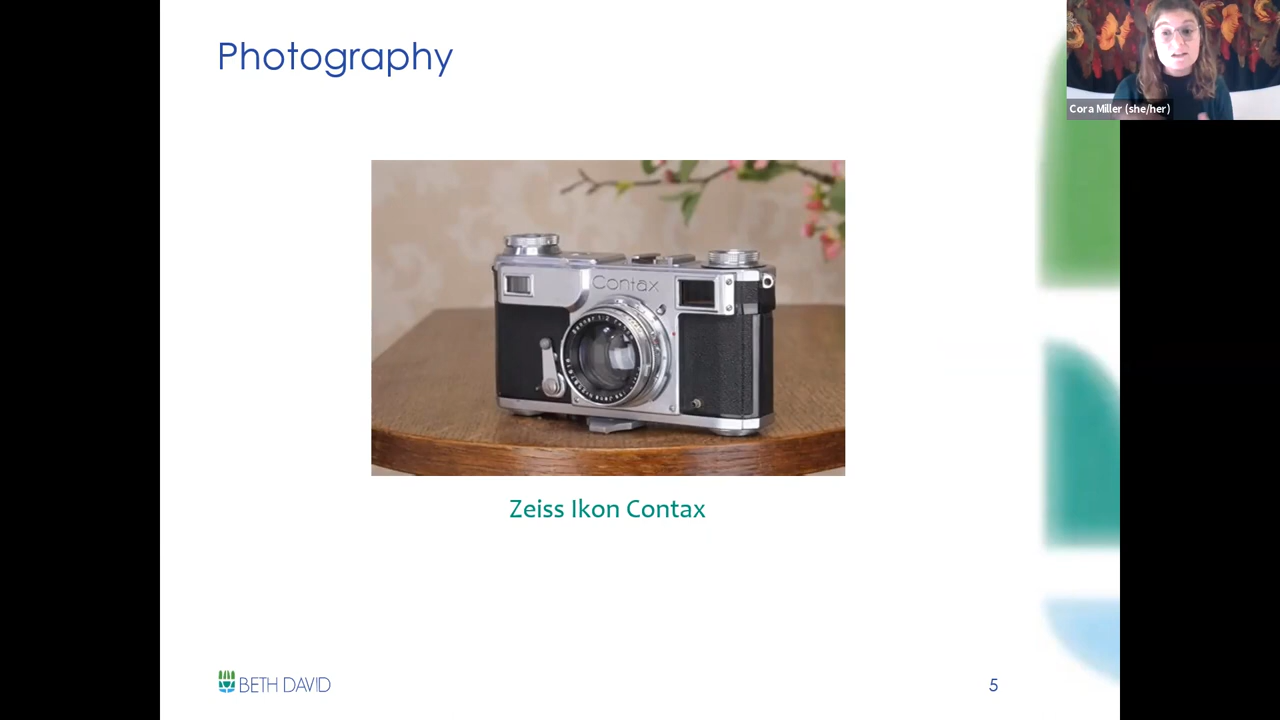 Photography
Cora Miller (she/her)
Contax
Zeiss Ikon Contax
BETH DAVID
5